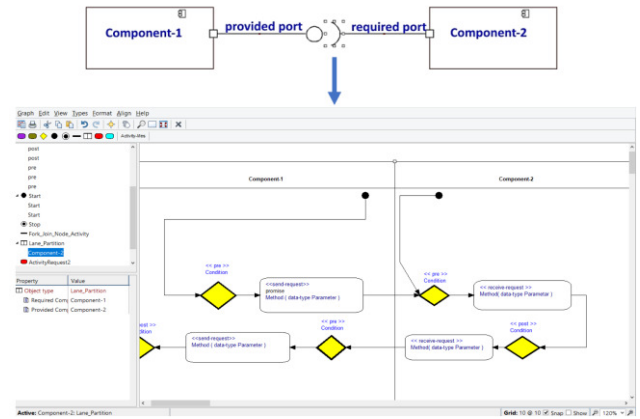 Component-1
provided port
required port
Component-2
Graph Edit View Types Format Align Help
post
post
pre
pre
pre
Start
Start
Start
Stop
Fork_Join_Node_Activity
Lane_Partition
Component-2
ActivityRequest2
Property Value
Object type Lane_Partition
Required Comp Component-1
Provided Comp Component-2
Component-1
Component-2
<< pre >>
Condition
<<send-request>>
promise
Method ( data-type Parameter )
<< pre >>
Condition
<< receive-request >>
Method( data-type Parameter )
<<send-request>>
Method ( data-type Parameter )
<< pre >>
Condition
<< receive-request >>
Method( data-type Parameter )
<< post >>
Condition
Active: Component-2: Lane_Partition
Grid: 10 @ 10 Snap Show 120%